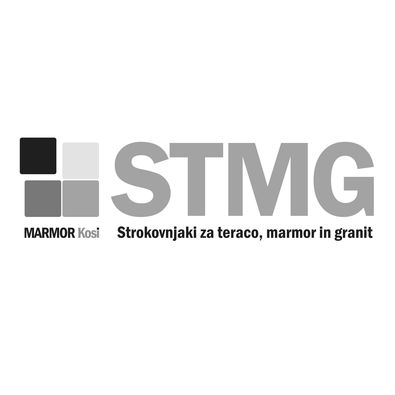 STMG
MARMOR Kosi
Strokovnjaki za teraco, marmor in granit